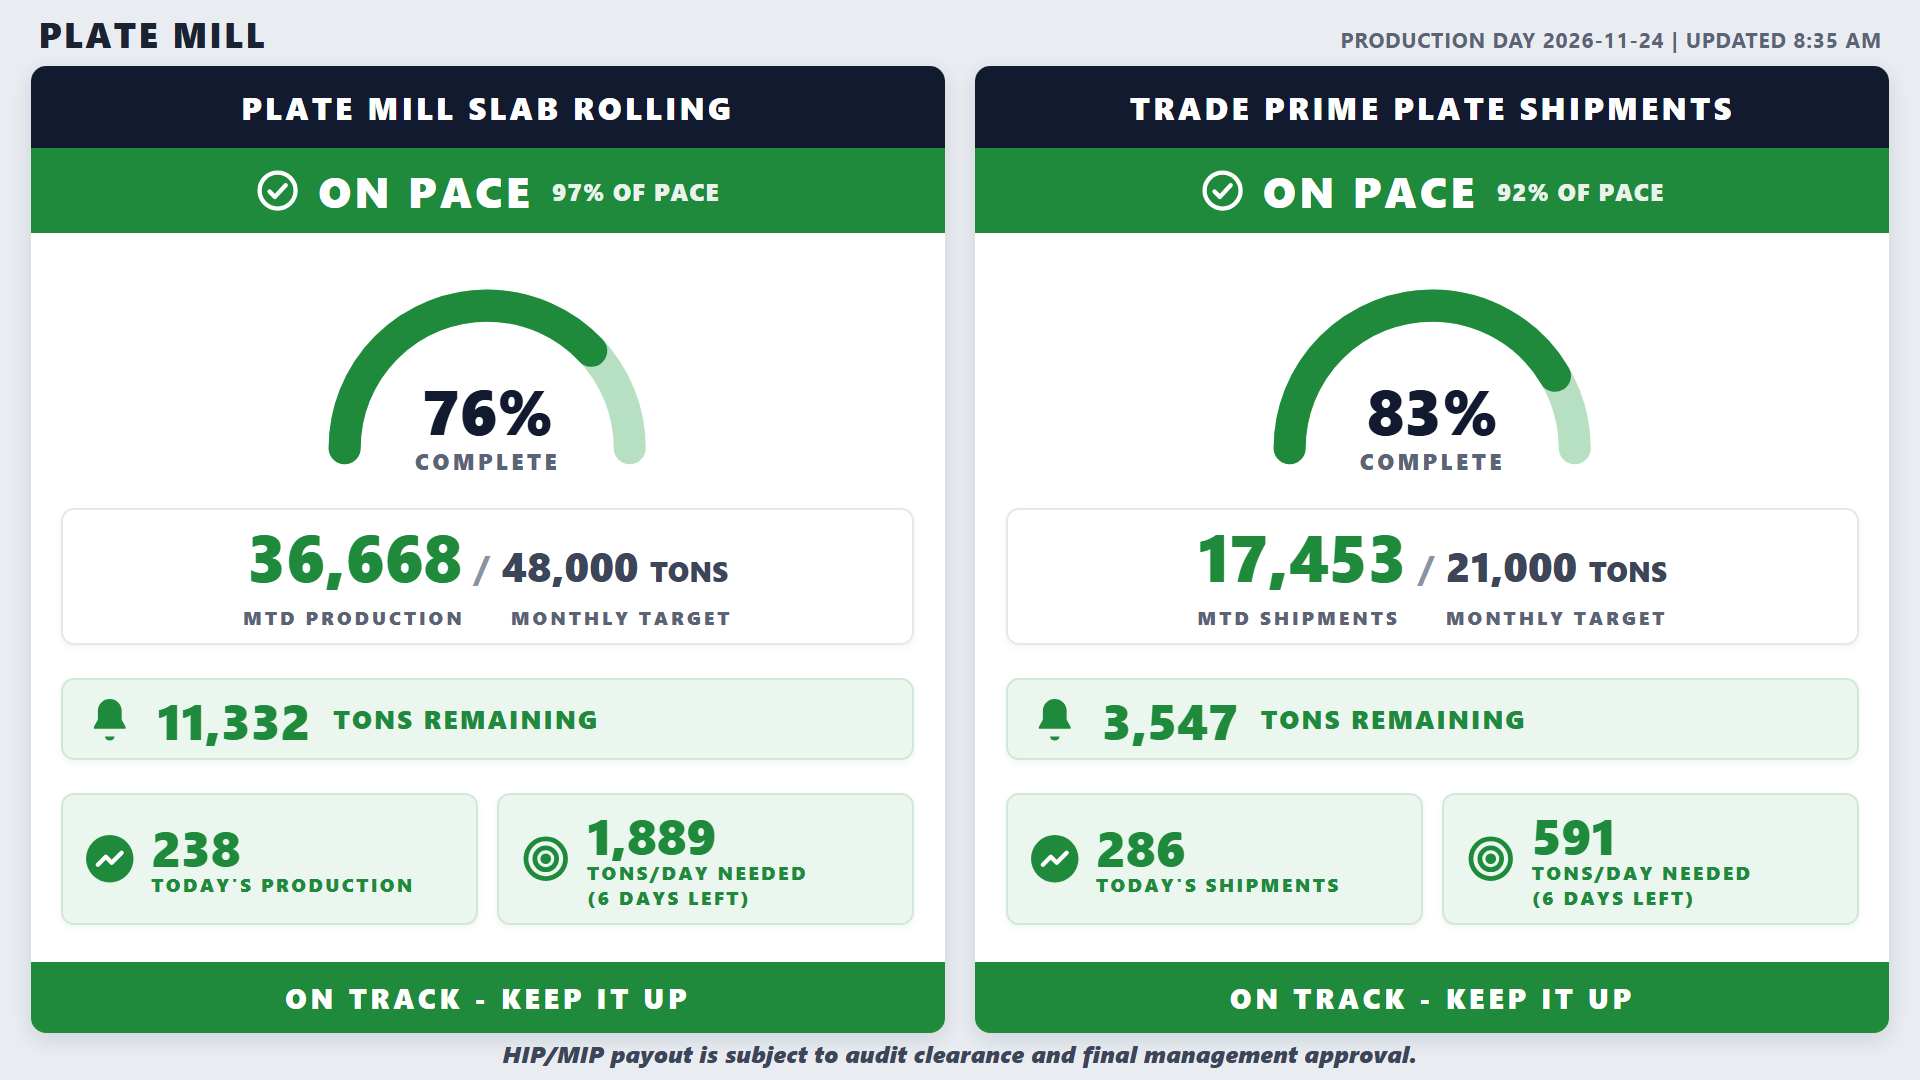 PLATE MILL
PRODUCTION DAY 2026-11-24 | UPDATED 8:35 AM
PLATE MILL SLAB ROLLING
ON PACE 97% OF PACE
76%
COMPLETE
36,668 / 48,000 TONS
MTD PRODUCTION MONTHLY TARGET
11,332 TONS REMAINING
238
TODAY'S PRODUCTION
1,889
TONS/DAY NEEDED
(6 DAYS LEFT)
ON TRACK - KEEP IT UP
TRADE PRIME PLATE SHIPMENTS
ON PACE 92% OF PACE
83%
COMPLETE
17,453 / 21,000 TONS
MTD SHIPMENTS MONTHLY TARGET
3,547 TONS REMAINING
286
TODAY'S SHIPMENTS
591
TONS/DAY NEEDED
(6 DAYS LEFT)
ON TRACK - KEEP IT UP
HIP/MIP payout is subject to audit clearance and final management approval.